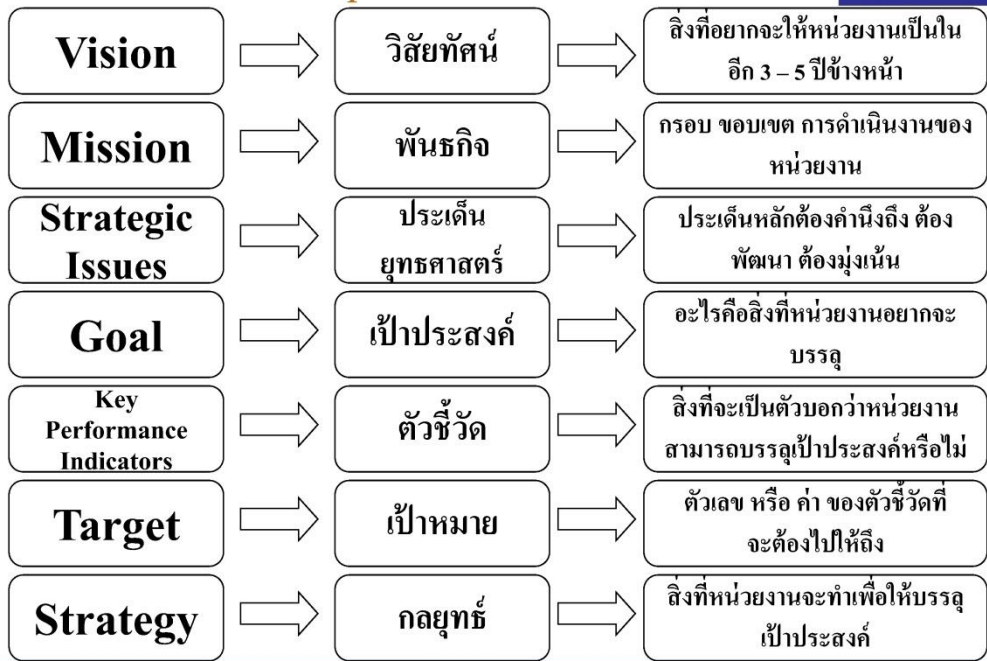 Vision
วิสัยทัศน์
สิ่งที่อยากจะให้หน่วยงานเป็นใน
อีก 3 – 5 ปีข้างหน้า
Mission
พันธกิจ
กรอบ ขอบเขต การดำเนินงานของ
หน่วยงาน
Strategic
Issues
ประเด็น
ยุทธศาสตร์
ประเด็นหลักต้องคำนึงถึง ต้อง
พัฒนา ต้องมุ่งเน้น
Goal
เป้าประสงค์
อะไรคือสิ่งที่หน่วยงานอยากจะ
บรรลุ
Key
Performance
Indicators
ตัวชี้วัด
สิ่งที่จะเป็นตัวบอกว่าหน่วยงาน
สามารถบรรลุเป้าประสงค์หรือไม่
Target
เป้าหมาย
ตัวเลข หรือ ค่า ของตัวชี้วัดที่
จะต้องไปให้ถึง
Strategy
กลยุทธ์
สิ่งที่หน่วยงานจะทำเพื่อให้บรรลุ
เป้าประสงค์